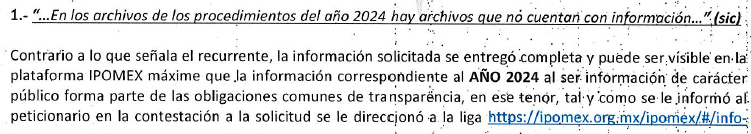 1.- “...En los archivos de los procedimientos del año 2024 hay archivos que no cuentan con información...” (sic)
Contrario a lo que señala el recurrente, la información solicitada se entregó completa y puede ser visible en la
plataforma IPOMEX máxime que la información correspondiente al AÑO 2024 al ser información de carácter
público forma parte de las obligaciones comunes de transparencia, en ese tenor, tal y como se le informó al
peticionario en la contestación a la solicitud se le direccionó a la liga https://ipomex.org.mx/ipomex/#/info-